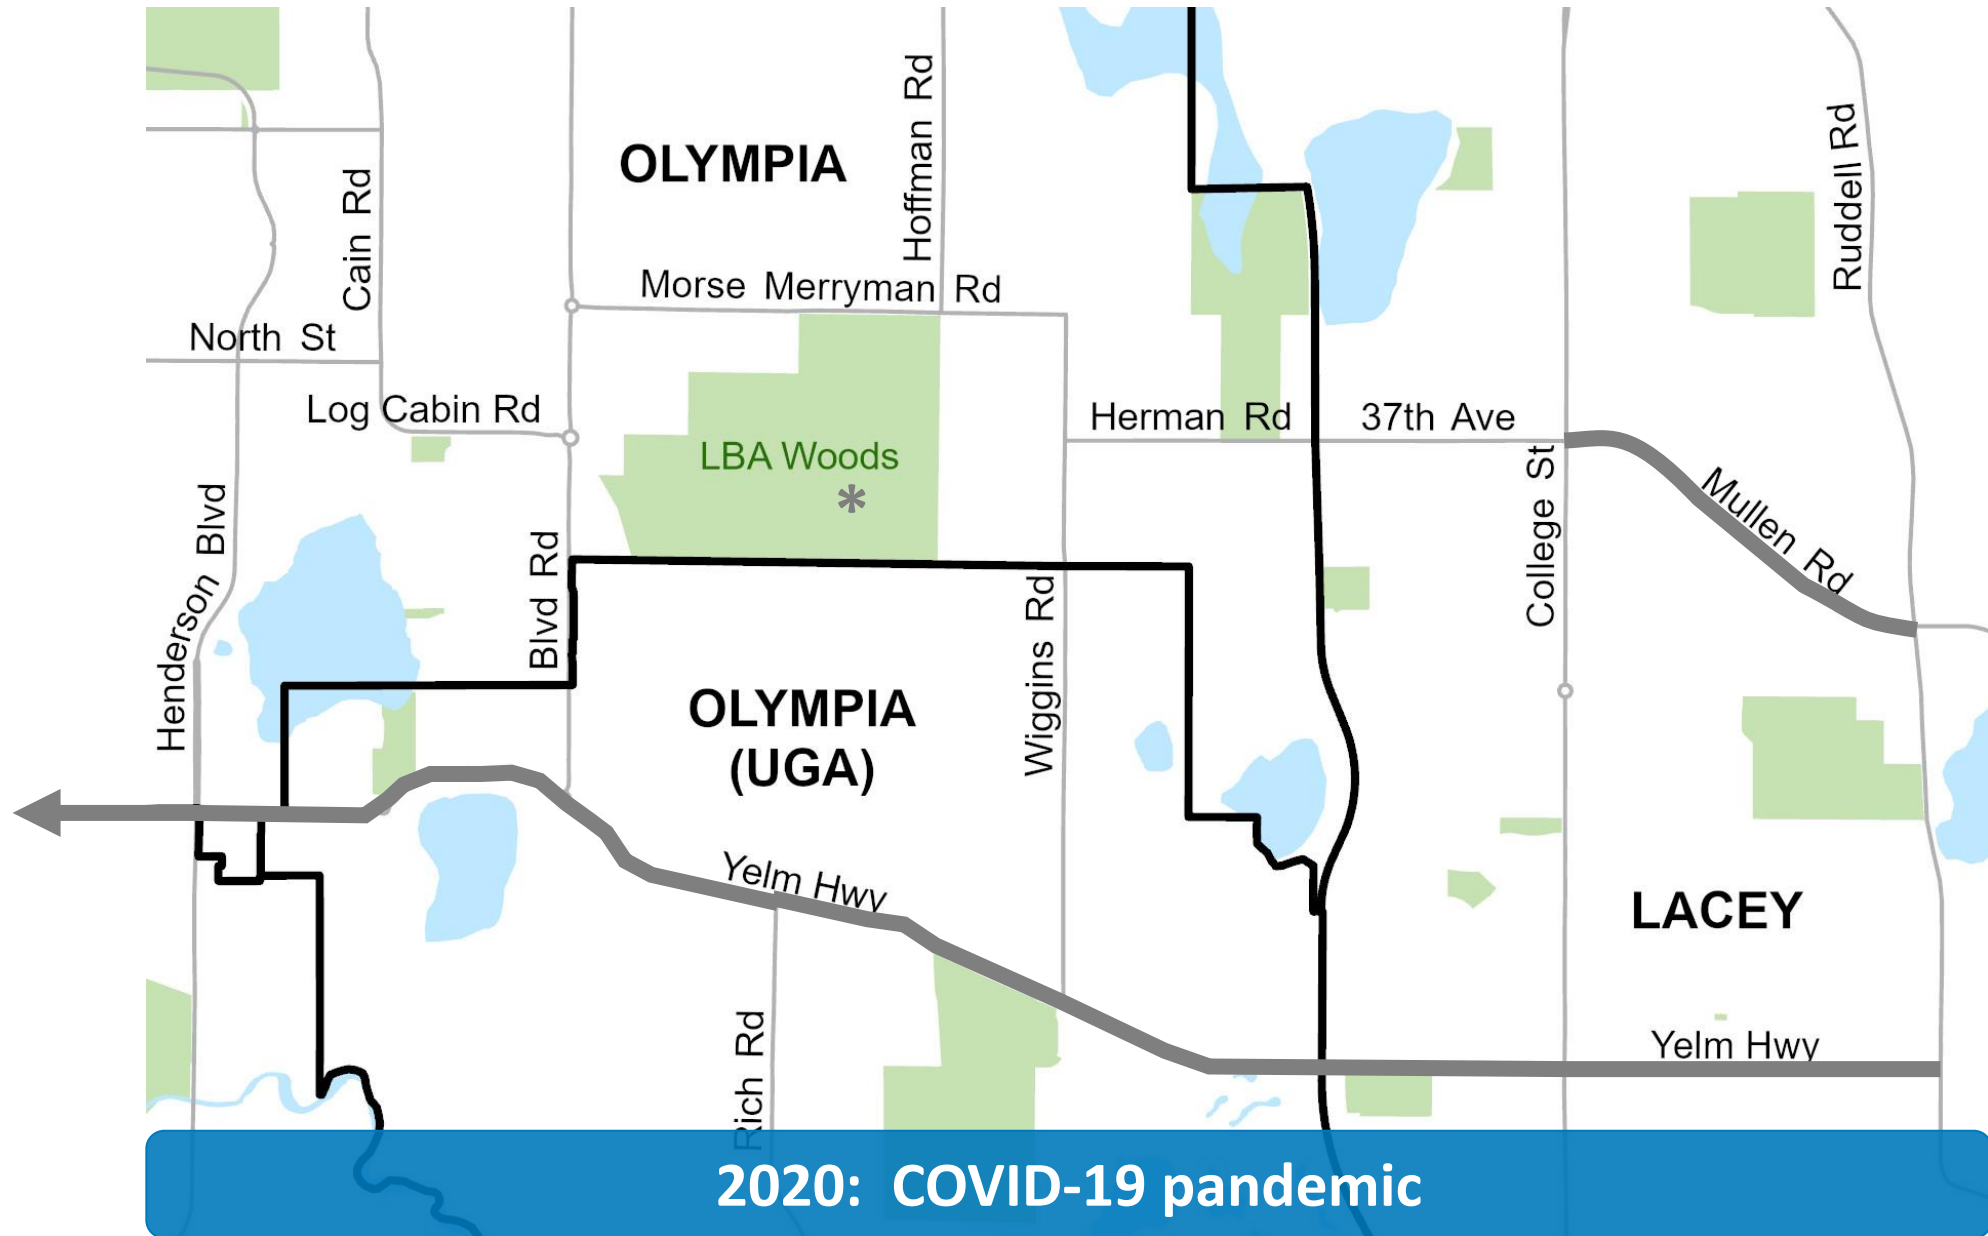 OLYMPIA
Hoffman Rd
Ruddell Rd
Cain Rd
Morse Merryman Rd
North St
Log Cabin Rd
Herman Rd
37th Ave
LBA Woods
*
College St
Mullen Rd
Henderson Blvd
Blvd Rd
Wiggins Rd
OLYMPIA
(UGA)
Yelm Hwy
LACEY
Rich Rd
Yelm Hwy
2020: COVID-19 pandemic